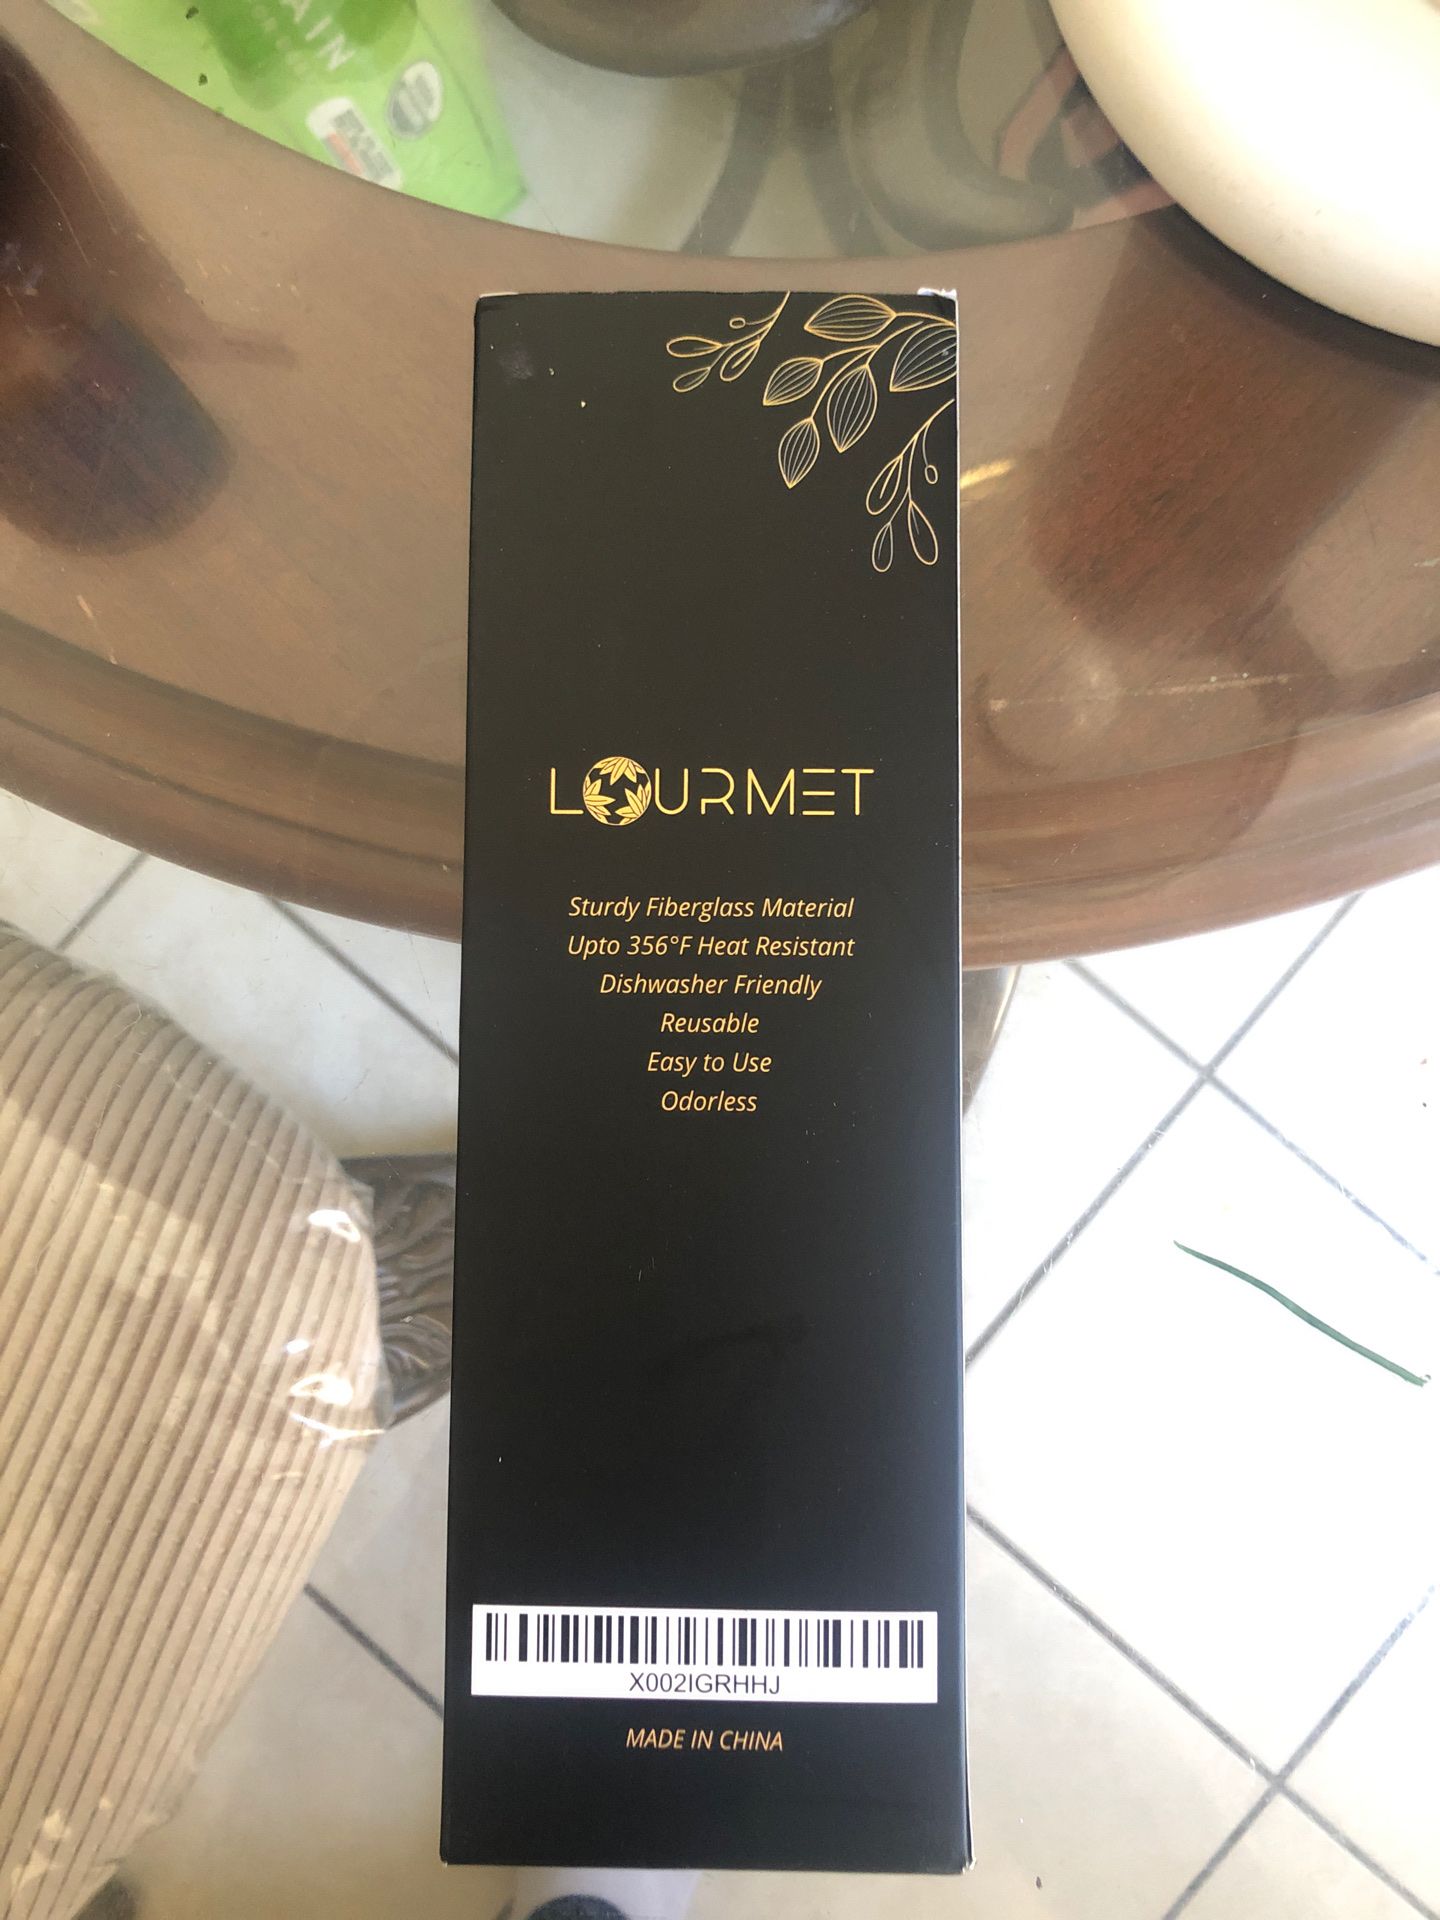 LOURMET
Sturdy Fiberglass Material
Upto 356°F Heat Resistant
Dishwasher Friendly
Reusable
Easy to Use
Odorless
X002IGRHHJ
MADE IN CHINA